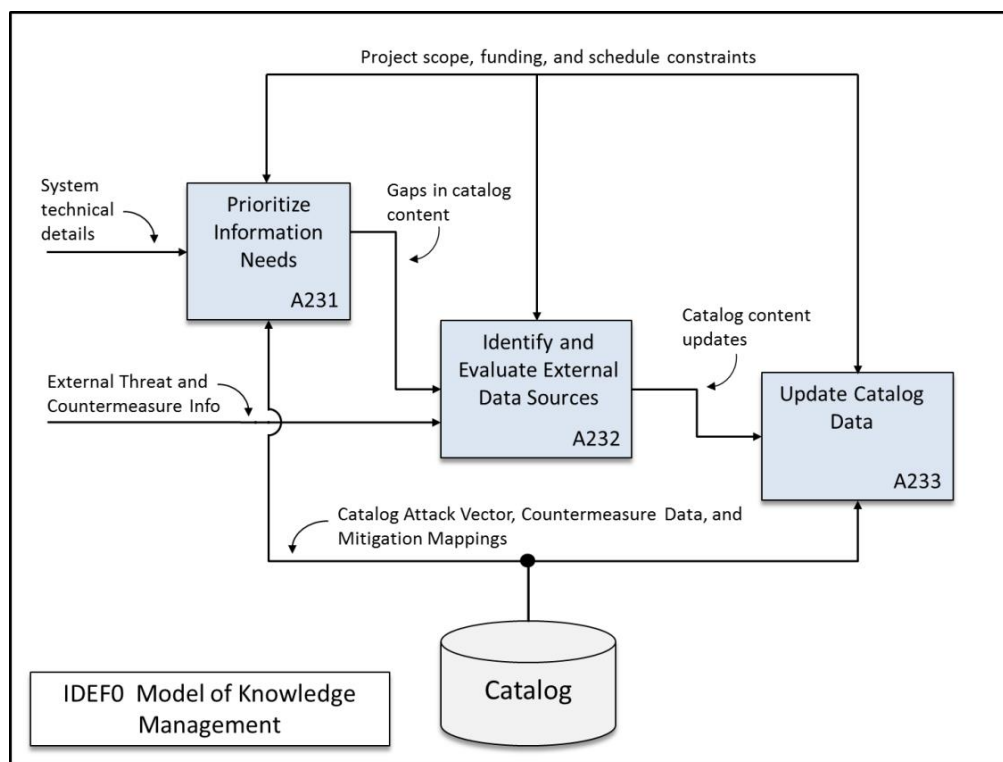 Project scope, funding, and schedule constraints
System
technical
details
Prioritize
Information
Needs
A231
Gaps in catalog
content
External Threat and
Countermeasure Info
Identify and
Evaluate External
Data Sources
A232
Catalog content
updates
Update Catalog
Data
A233
Catalog Attack Vector, Countermeasure Data, and
Mitigation Mappings
Catalog
IDEF0 Model of Knowledge
Management